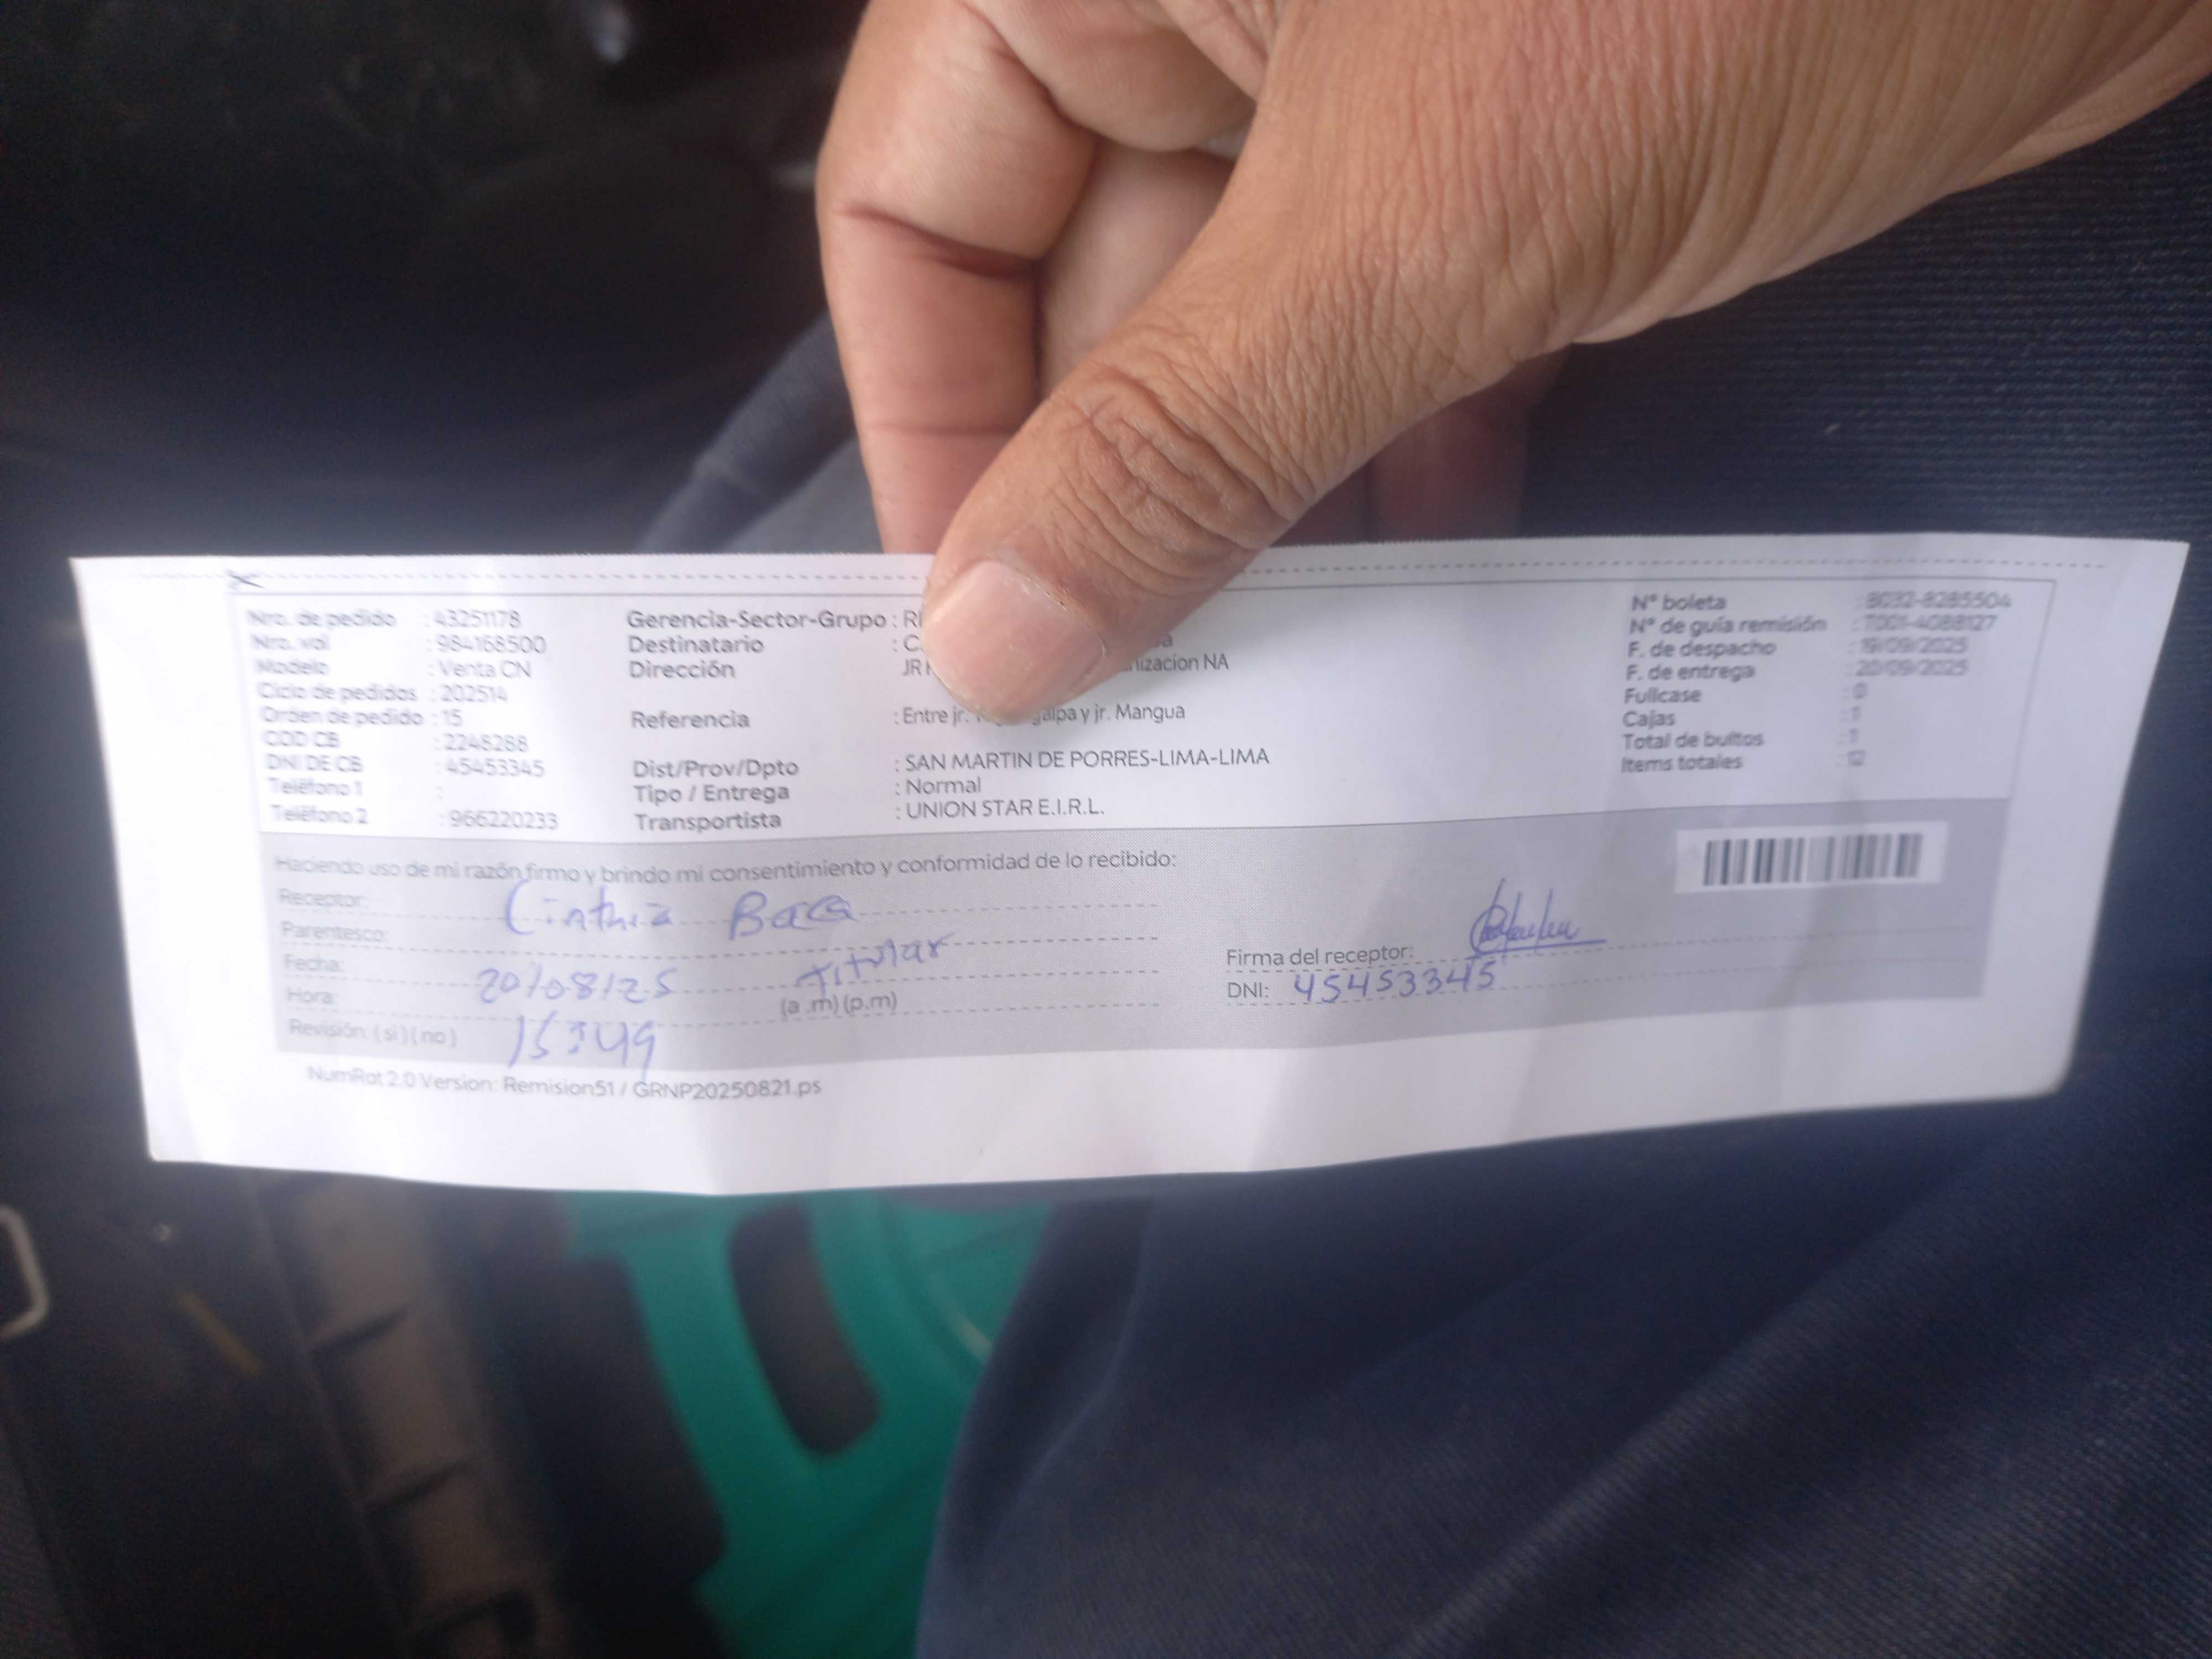 Nro. de pedido : 43251178
Nro. val : 984168500
Modelo : Venta CN
Ciclo de pedidos : 202514
Orden de pedido : 15
COD CB : 2246288
DNI DE CB : 45453345
Teléfono 1 :
Teléfono 2 : 966220233
Gerencia-Sector-Grupo :
Destinatario :
Dirección : JR NA
Referencia : Entre jr. y jr. Mangua
Dist/Prov/Dpto : SAN MARTIN DE PORRES-LIMA-LIMA
Tipo / Entrega : Normal
Transportista : UNION STAR E.I.R.L.
N° boleta : B032-8285504
N° de guía remisión : T001-4088127
F. de despacho : 19/09/2025
F. de entrega : 20/09/2025
Fullcase : 0
Cajas : 1
Total de bultos : 1
Items totales : 12
Haciendo uso de mi razón firmo y brindo mi consentimiento y conformidad de lo recibido:
Receptor: Cinthia Baca
Parentesco: Titular
Fecha: 20/08/25
Hora: 15:49 (a .m) (p.m)
Revisión: ( si ) ( no )
Firma del receptor:
DNI: 45453345
NumRot 2.0 Version: Remision51 / GRNP20250821.ps